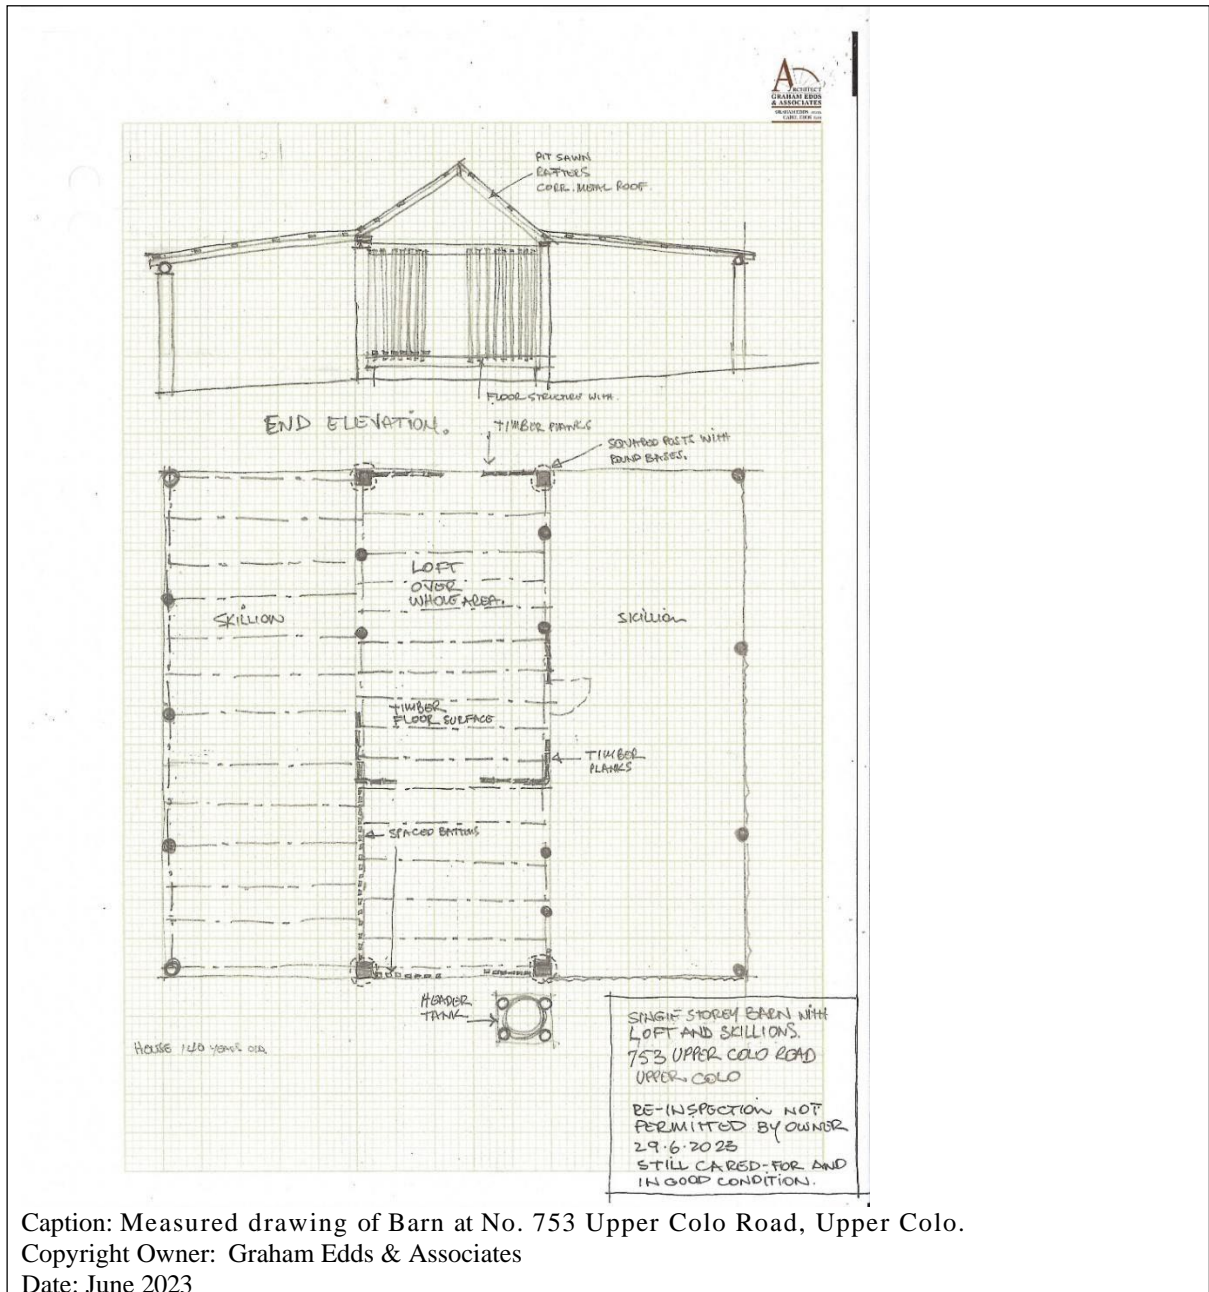 ARCHITECT
GRAHAM EDDS
& ASSOCIATES
PIT SAWN
RAFTERS
CORR. METAL ROOF.
FLOOR STRUCTURE WITH
TIMBER PLANKS
END ELEVATION.
SQUARED POSTS WITH
ROUND BASES.
LOFT
OVER
WHOLE AREA.
SKILLION
SKILLION
TIMBER
FLOOR SURFACE
TIMBER
PLANKS
SPACED BATTENS
HEADER
TANK
HOUSE 140 YEARS OLD
SINGLE STOREY BARN WITH
LOFT AND SKILLIONS.
753 UPPER COLO ROAD
UPPER COLO
RE-INSPECTION NOT
PERMITTED BY OWNER
29.6.2023
STILL CARED-FOR AND
IN GOOD CONDITION.
Caption: Measured drawing of Barn at No. 753 Upper Colo Road, Upper Colo.
Copyright Owner: Graham Edds & Associates
Date: June 2023